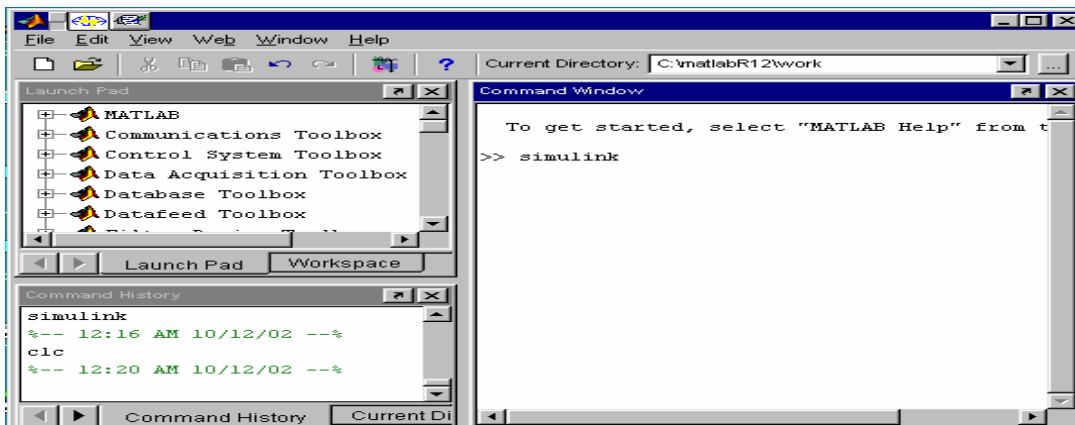 File Edit View Web Window Help
? Current Directory: C:\matlabR12\work ...
Launch Pad
MATLAB
Communications Toolbox
Control System Toolbox
Data Acquisition Toolbox
Database Toolbox
Datafeed Toolbox
Launch Pad Workspace
Command History
simulink
%-- 12:16 AM 10/12/02 --%
clc
%-- 12:20 AM 10/12/02 --%
Command History Current Di
Command Window
To get started, select "MATLAB Help" from t
>> simulink